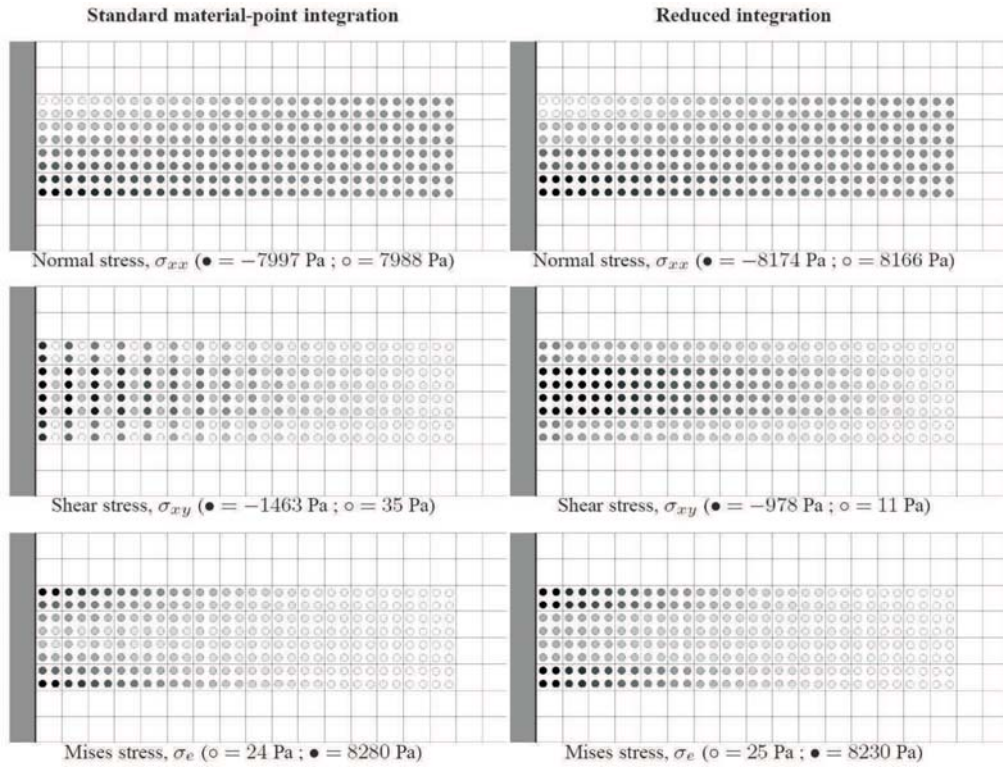 Standard material-point integration
Reduced integration
Normal stress, σxx (● = −7997 Pa ; ○ = 7988 Pa)
Normal stress, σxx (● = −8174 Pa ; ○ = 8166 Pa)
Shear stress, σxy (● = −1463 Pa ; ○ = 35 Pa)
Shear stress, σxy (● = −978 Pa ; ○ = 11 Pa)
Mises stress, σe (○ = 24 Pa ; ● = 8280 Pa)
Mises stress, σe (○ = 25 Pa ; ● = 8230 Pa)